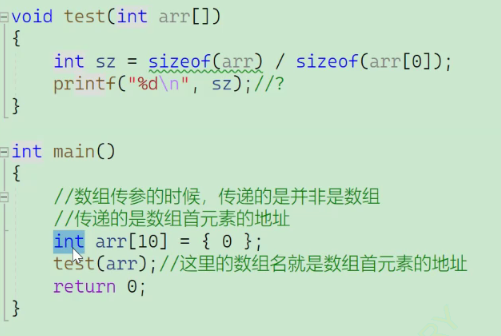 void test(int arr[])
{
int sz = sizeof(arr) / sizeof(arr[0]);
printf("%d\n", sz);//?
}
int main()
{
//数组传参的时候，传递的是并非是数组
//传递的是数组首元素的地址
int arr[10] = { 0 };
test(arr);//这里的数组名就是数组首元素的地址
return 0;
}